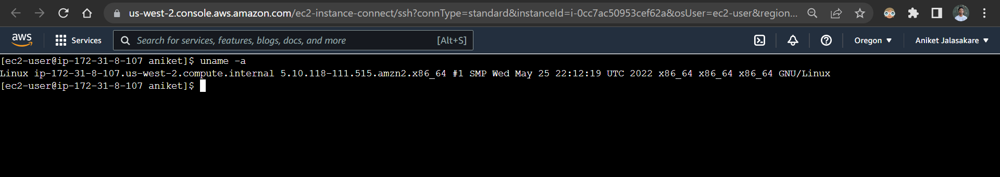 us-west-2.console.aws.amazon.com/ec2-instance-connect/ssh?connType=standard&instanceId=i-0cc7ac50953cef62a&osUser=ec2-user&region...
aws Services Search for services, features, blogs, docs, and more [Alt+S] Oregon Aniket Jalasakare
[ec2-user@ip-172-31-8-107 aniket]$ uname -a
Linux ip-172-31-8-107.us-west-2.compute.internal 5.10.118-111.515.amzn2.x86_64 #1 SMP Wed May 25 22:12:19 UTC 2022 x86_64 x86_64 x86_64 GNU/Linux
[ec2-user@ip-172-31-8-107 aniket]$